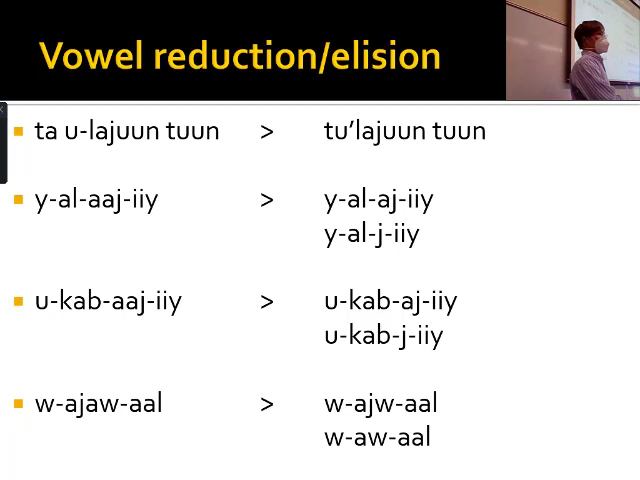 Vowel reduction/elision
ta u-lajuun tuun > tu’lajuun tuun
y-al-aaj-iiy > y-al-aj-iiy
y-al-j-iiy
u-kab-aaj-iiy > u-kab-aj-iiy
u-kab-j-iiy
w-ajaw-aal > w-ajw-aal
w-aw-aal